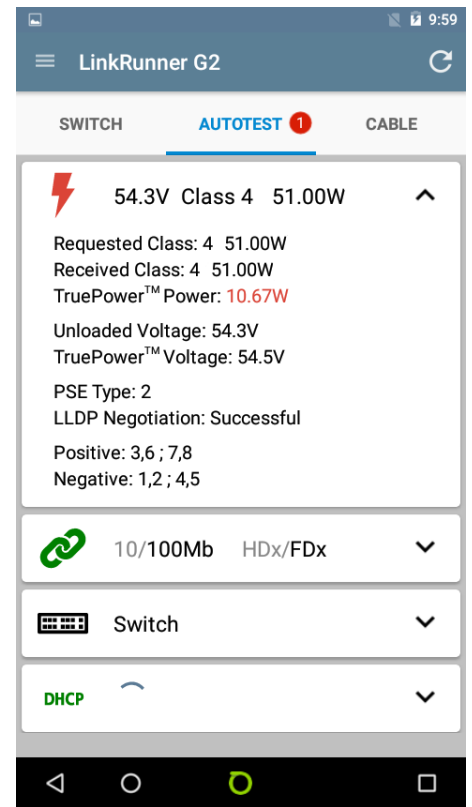 9:59
LinkRunner G2
SWITCH AUTOTEST 1 CABLE
54.3V Class 4 51.00W
Requested Class: 4 51.00W
Received Class: 4 51.00W
TruePower™ Power: 10.67W
Unloaded Voltage: 54.3V
TruePower™ Voltage: 54.5V
PSE Type: 2
LLDP Negotiation: Successful
Positive: 3,6 ; 7,8
Negative: 1,2 ; 4,5
10/100Mb HDx/FDx
Switch
DHCP